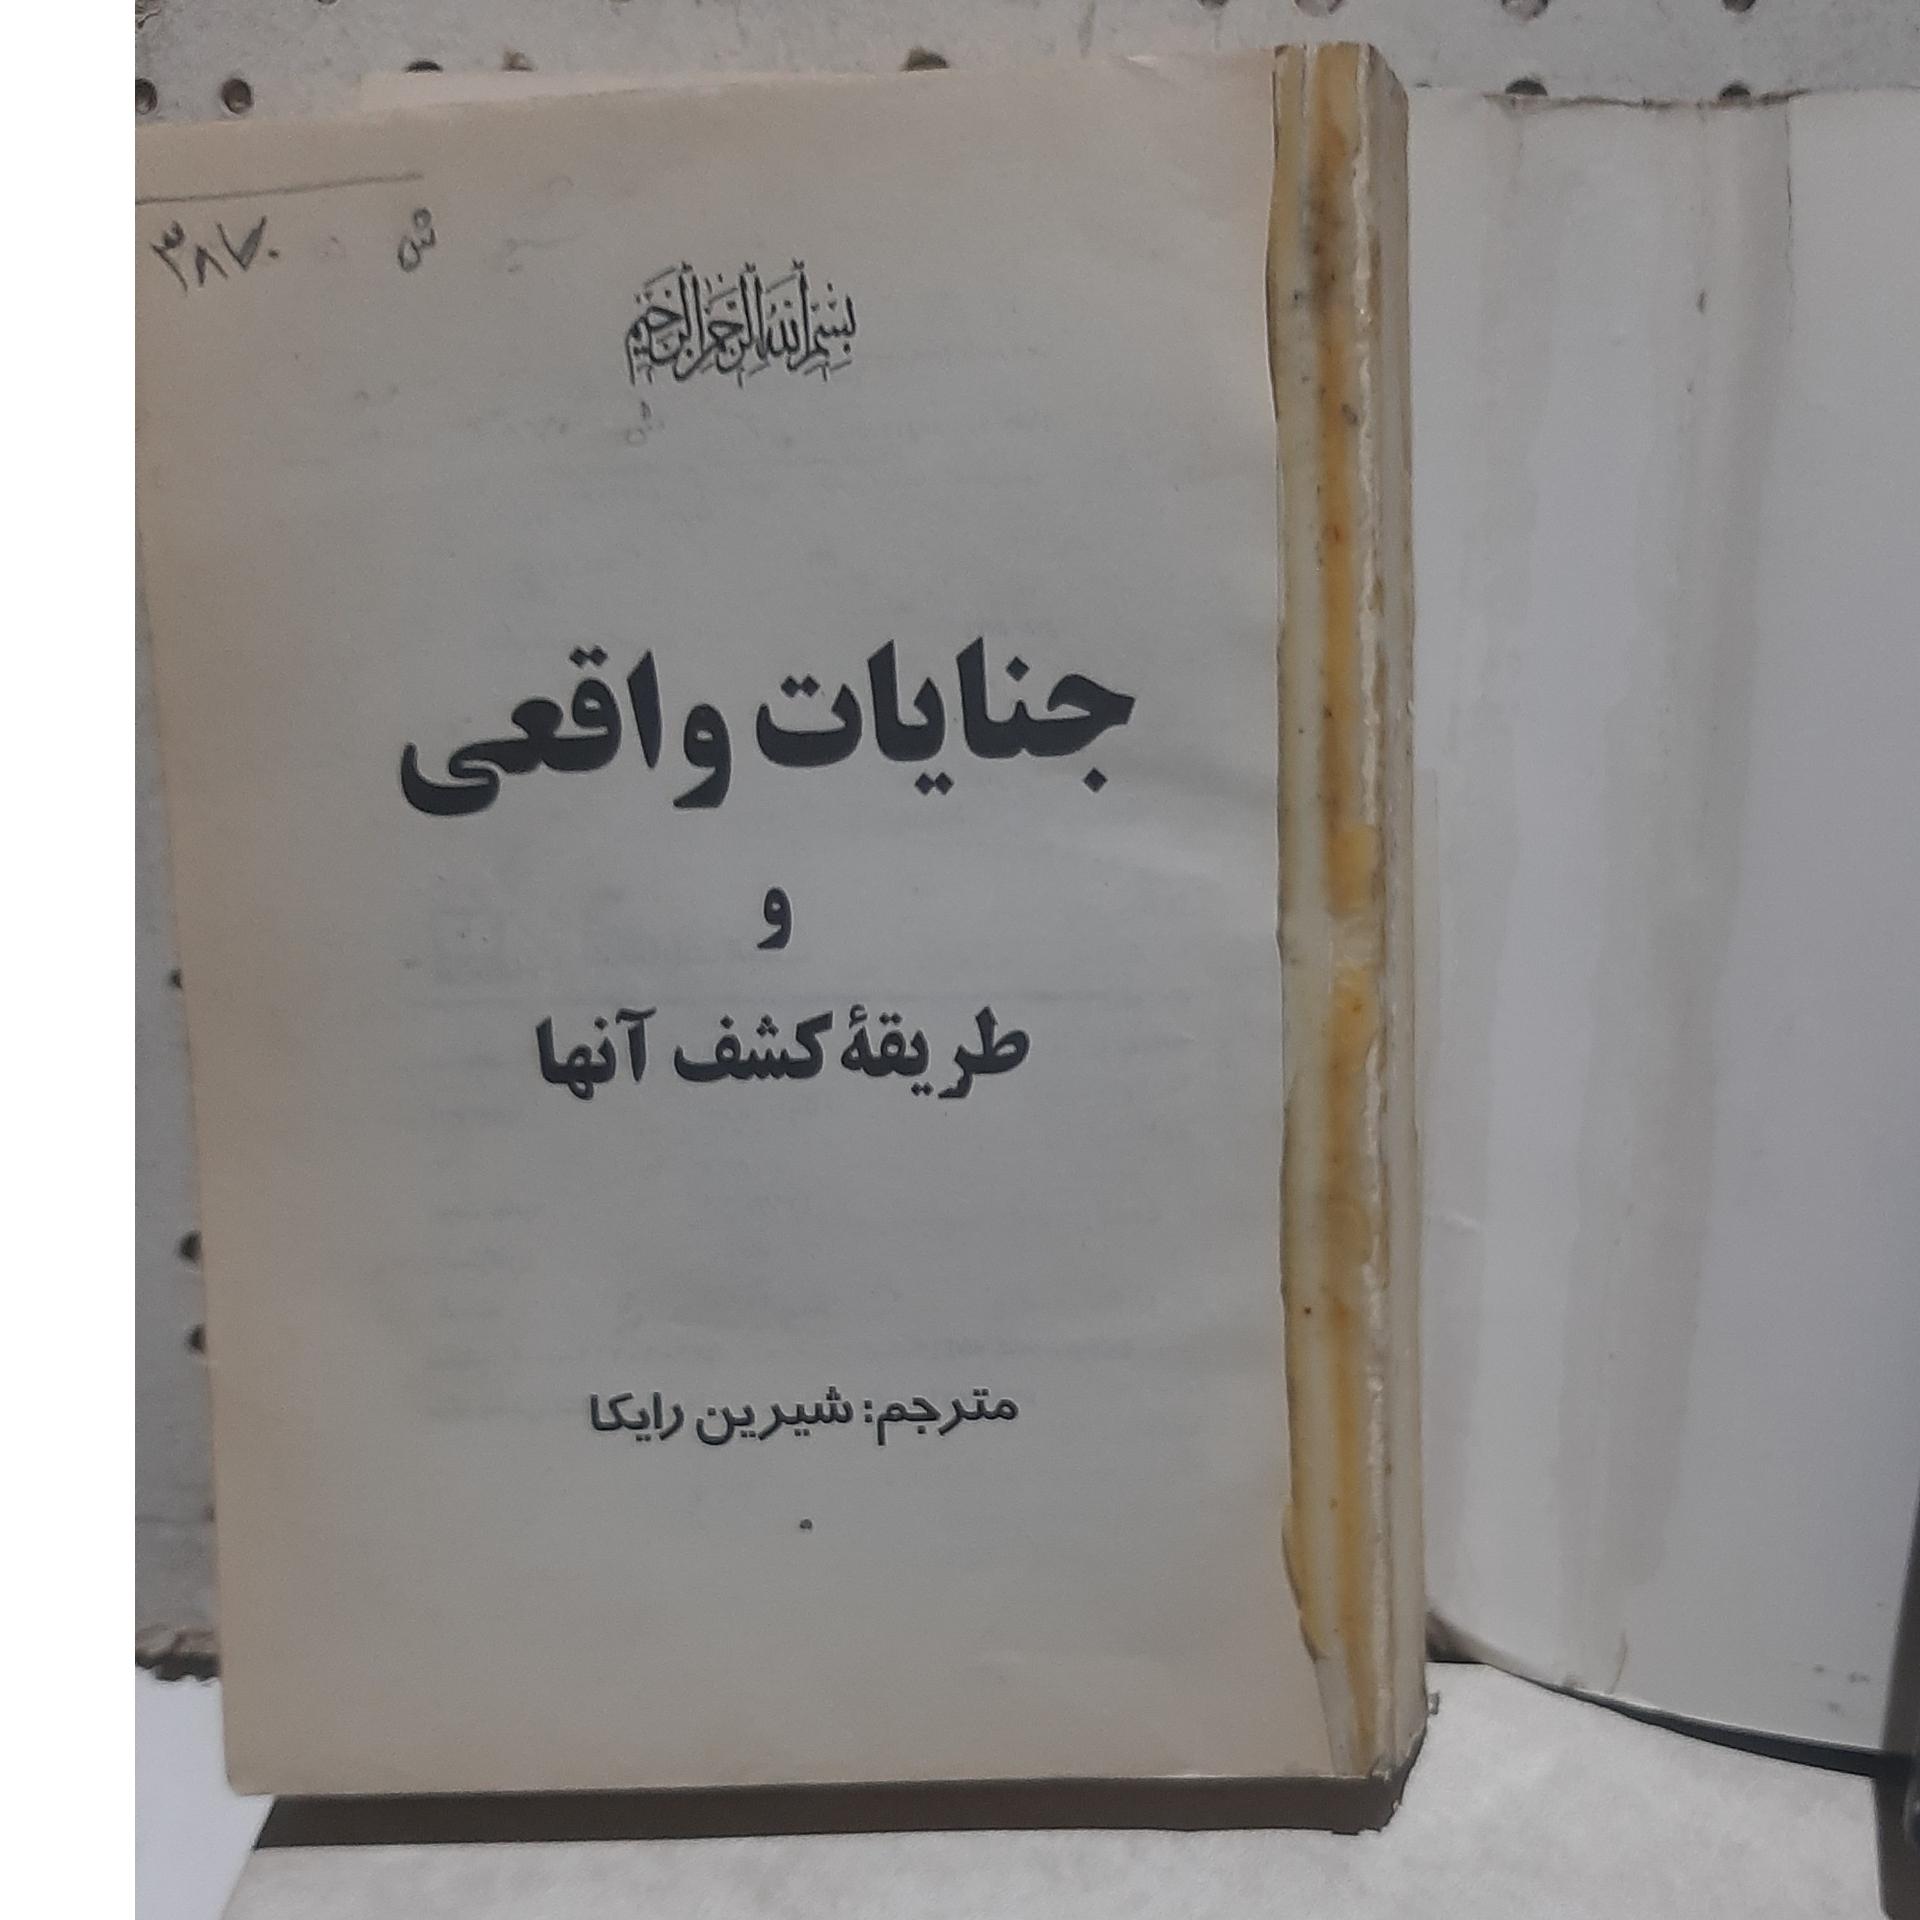 ش ۳۸۷۰
بسم الله الرحمن الرحیم
جنایات واقعی
و
طریقهٔ کشف آنها
مترجم: شیرین رایکا